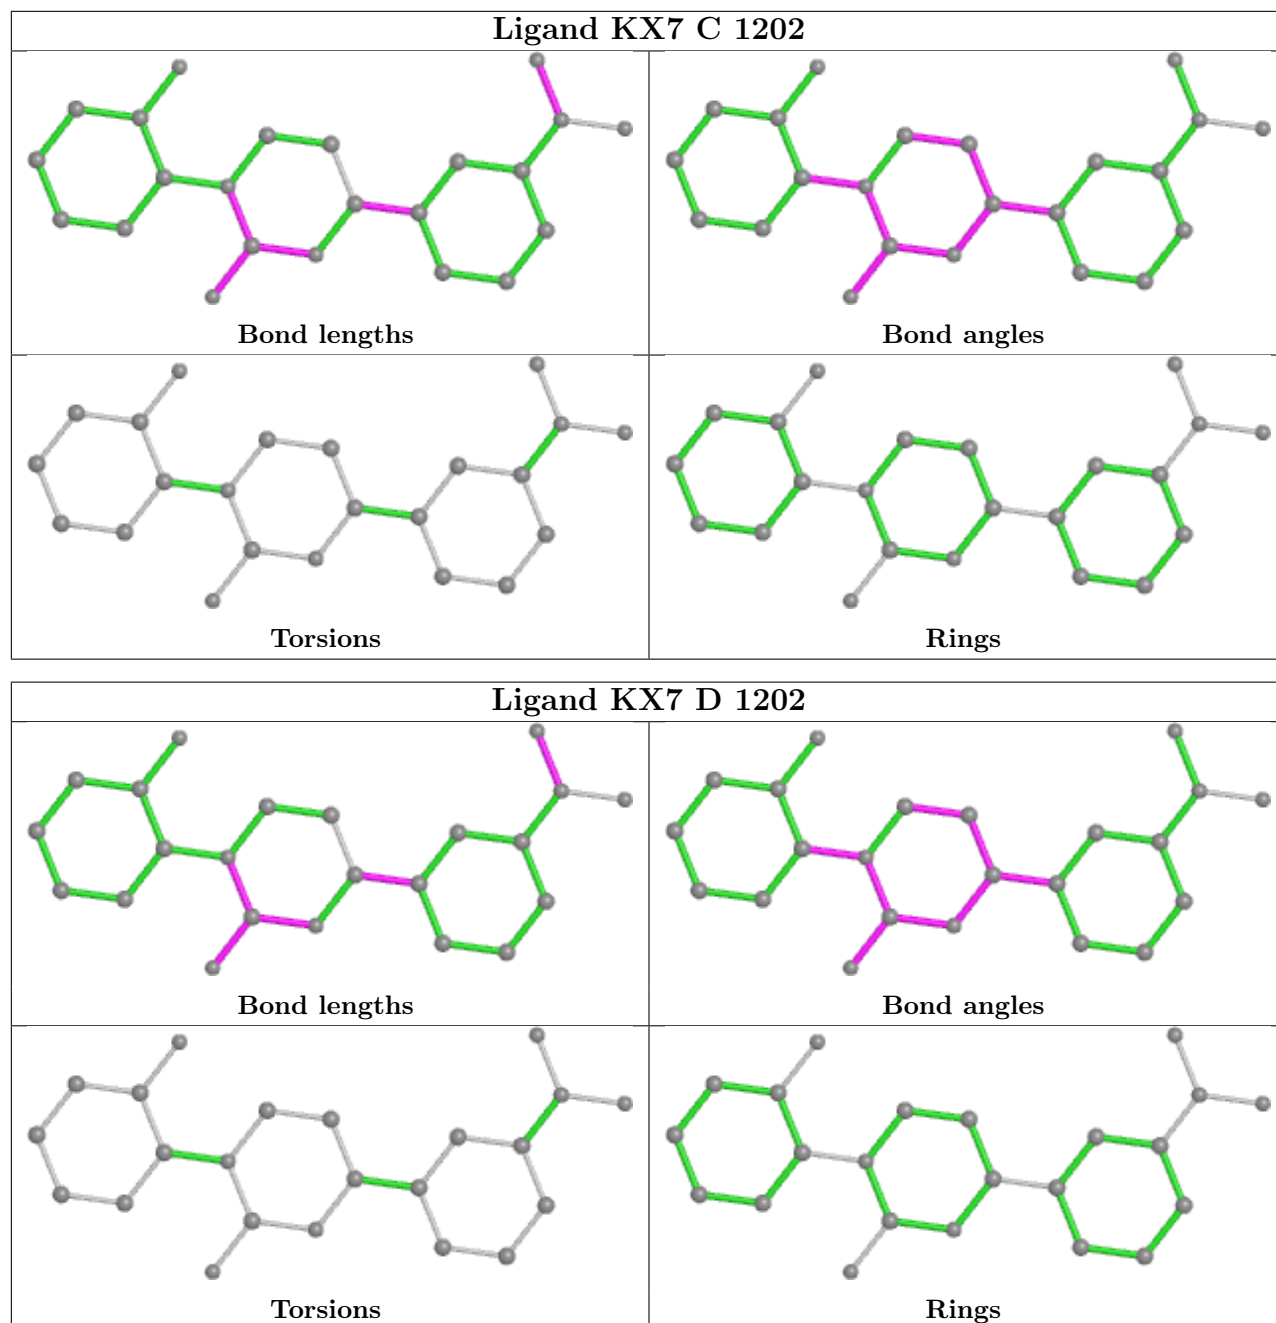 Ligand KX7 C 1202
Bond lengths
Bond angles
Torsions
Rings
Ligand KX7 D 1202
Bond lengths
Bond angles
Torsions
Rings